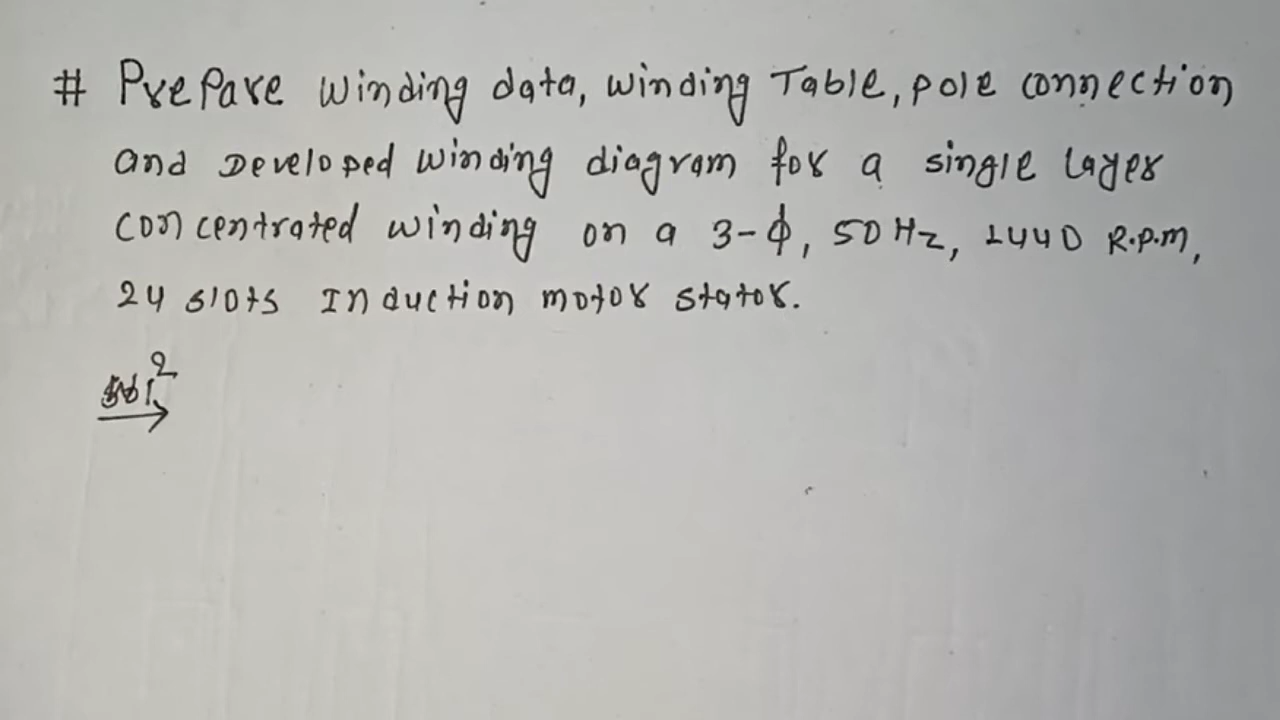 # Prepare winding data, winding Table, pole connection
and Developed winding diagram for a single layer
concentrated winding on a 3-ф, 50 Hz, 1440 R.p.m,
24 slots Induction motor stator.